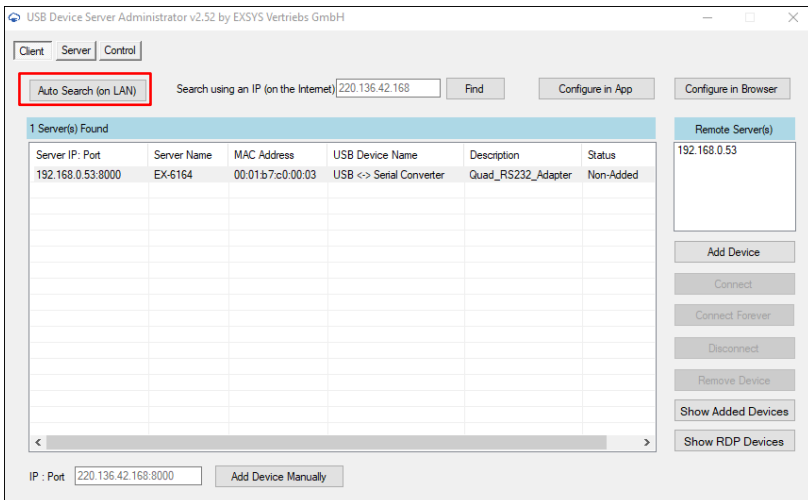 USB Device Server Administrator v2.52 by EXSYS Vertriebs GmbH
Client Server Control
Auto Search (on LAN) Search using an IP (on the Internet) 220.136.42.168 Find Configure in App Configure in Browser
1 Server(s) Found Remote Server(s)
Server IP: Port Server Name MAC Address USB Device Name Description Status 192.168.0.53
192.168.0.53:8000 EX-6164 00:01:b7:c0:00:03 USB <-> Serial Converter Quad_RS232_Adapter Non-Added
Add Device
Connect
Connect Forever
Disconnect
Remove Device
Show Added Devices
Show RDP Devices
IP : Port 220.136.42.168:8000 Add Device Manually